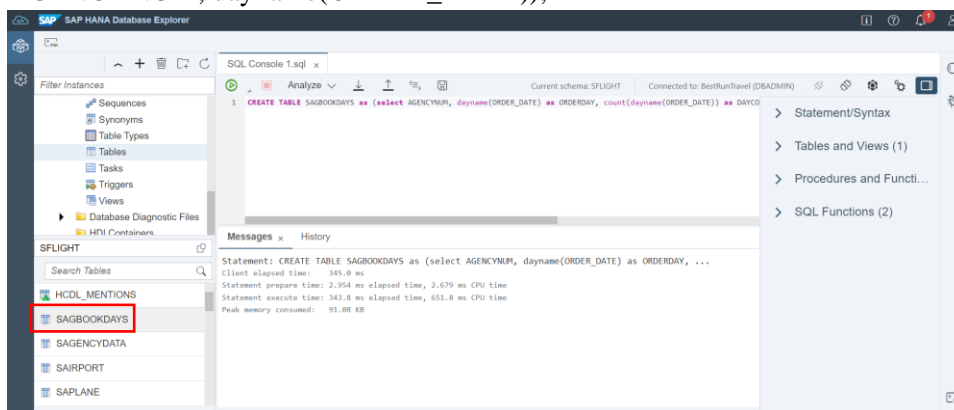 SAP HANA Database Explorer
SQL Console 1.sql x
Filter Instances
Analyze
Current schema: SFLIGHT
Connected to: BestRunTravel (DBADMIN)
1 CREATE TABLE SAGBOOKDAYS as (select AGENCYNUM, dayname(ORDER_DATE) as ORDERDAY, count(dayname(ORDER_DATE)) as DAYCO
Sequences
Synonyms
Table Types
Tables
Tasks
Triggers
Views
Database Diagnostic Files
HDI Containers
> Statement/Syntax
> Tables and Views (1)
> Procedures and Functi...
> SQL Functions (2)
SFLIGHT
Search Tables
HCDL_MENTIONS
SAGBOOKDAYS
SAGENCYDATA
SAIRPORT
SAPLANE
Messages x History
Statement: CREATE TABLE SAGBOOKDAYS as (select AGENCYNUM, dayname(ORDER_DATE) as ORDERDAY, ...
Client elapsed time: 345.0 ms
Statement prepare time: 2.954 ms elapsed time, 2.679 ms CPU time
Statement execute time: 343.8 ms elapsed time, 651.8 ms CPU time
Peak memory consumed: 91.08 KB